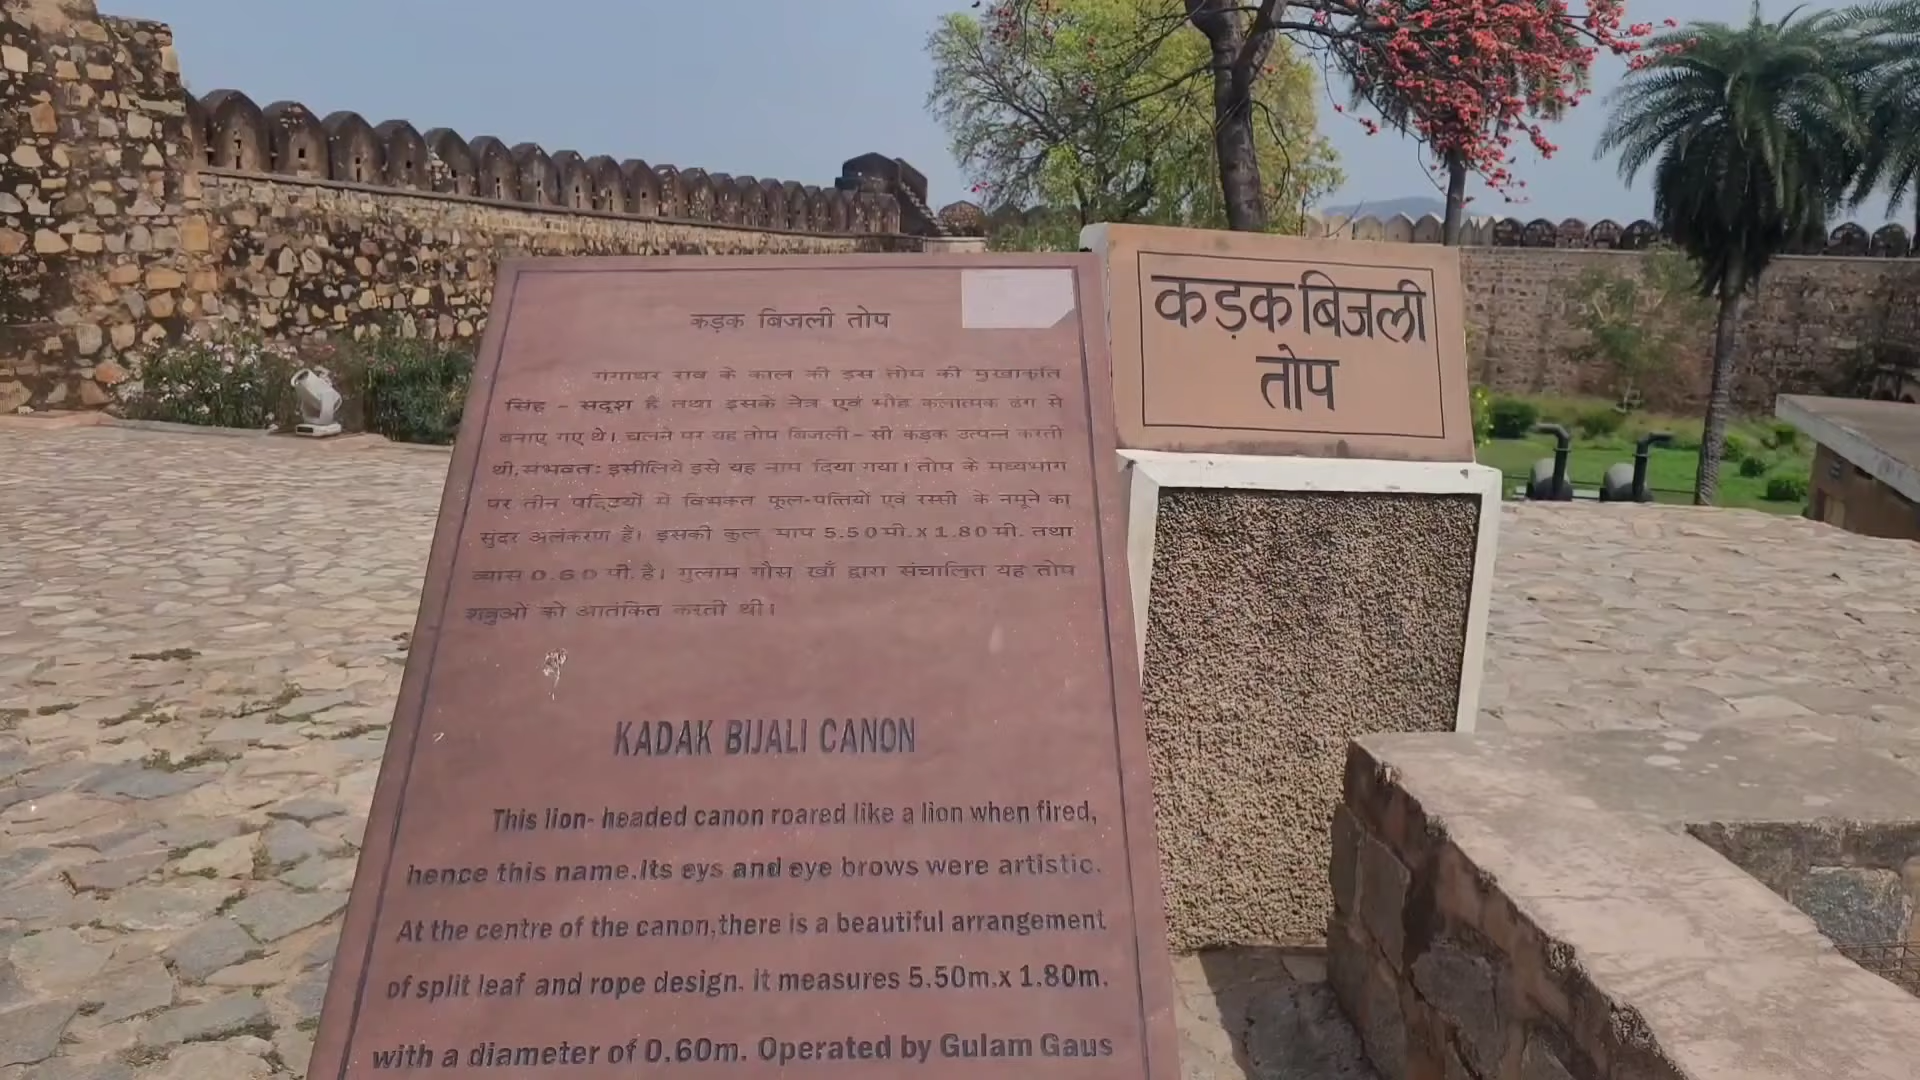 कड़क बिजली तोप
गंगाधर राव के काल की इस तोप की मुखाकृति
सिंह - सदृश है तथा इसके नेत्र एवं भौंह कलात्मक ढंग से
बनाए गए थे। चलने पर यह तोप बिजली - सी कड़क उत्पन्न करती
थी,संभवत: इसीलिये इसे यह नाम दिया गया। तोप के मध्यभाग
पर तीन पट्टियों में विभक्त फूल-पत्तियों एवं रस्सी के नमूने का
सुंदर अलंकरण है। इसकी कुल माप 5.50 मी. X 1.80 मी. तथा
व्यास 0.60 मी. है। गुलाम गौस खाँ द्वारा संचालित यह तोप
शत्रुओं को आतंकित करती थी।
KADAK BIJALI CANON
This lion- headed canon roared like a lion when fired,
hence this name.Its eys and eye brows were artistic.
At the centre of the canon,there is a beautiful arrangement
of split leaf and rope design. It measures 5.50m.x 1.80m.
with a diameter of 0.60m. Operated by Gulam Gaus
कड़क बिजली
तोप